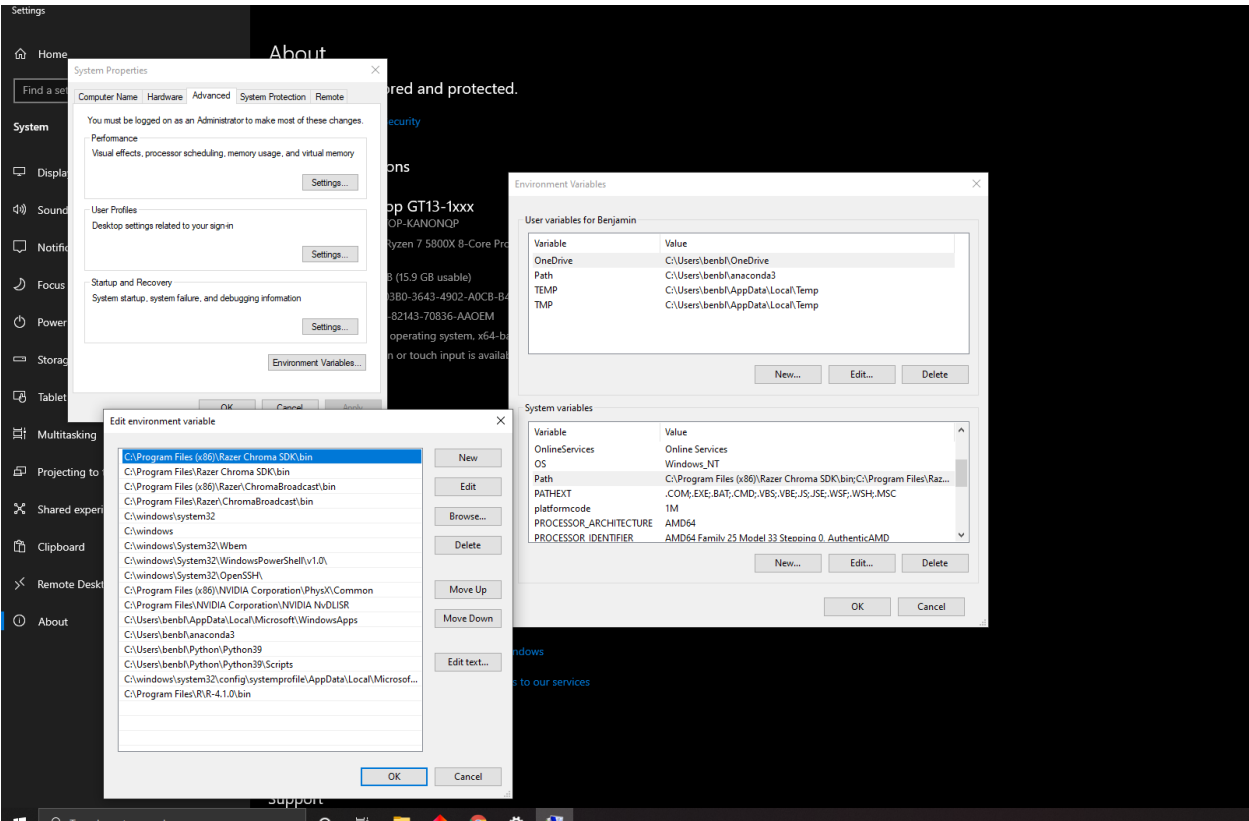 Settings
Home
Find a set
System
Display
Sound
Notific
Focus
Power
Storag
Tablet
Multitasking
Projecting to
Shared experi
Clipboard
Remote Deskt
About
About
ored and protected.
ecurity
ons
op GT13-1xxx
OP-KANONQP
Ryzen 7 5800X 8-Core Pro
B (15.9 GB usable)
operating system, x64-ba
n or touch input is availab
ndows
s to our services
Support
System Properties
Computer Name Hardware Advanced System Protection Remote
You must be logged on as an Administrator to make most of these changes.
Performance
Visual effects, processor scheduling, memory usage, and virtual memory
Settings...
User Profiles
Desktop settings related to your sign-in
Settings...
Startup and Recovery
System startup, system failure, and debugging information
Settings...
Environment Variables...
OK Cancel Apply
Edit environment variable
C:\Program Files (x86)\Razer Chroma SDK\bin
C:\Program Files\Razer Chroma SDK\bin
C:\Program Files (x86)\Razer\ChromaBroadcast\bin
C:\Program Files\Razer\ChromaBroadcast\bin
C:\windows\system32
C:\windows
C:\windows\System32\Wbem
C:\windows\System32\WindowsPowerShell\v1.0\
C:\windows\System32\OpenSSH\
C:\Program Files (x86)\NVIDIA Corporation\PhysX\Common
C:\Program Files\NVIDIA Corporation\NVIDIA NvDLISR
C:\Users\benbl\AppData\Local\Microsoft\WindowsApps
C:\Users\benbl\anaconda3
C:\Users\benbl\Python\Python39
C:\Users\benbl\Python\Python39\Scripts
C:\windows\system32\config\systemprofile\AppData\Local\Microsof...
C:\Program Files\R\R-4.1.0\bin
New
Edit
Browse...
Delete
Move Up
Move Down
Edit text...
OK Cancel
Environment Variables
User variables for Benjamin
Variable Value
OneDrive C:\Users\benbl\OneDrive
Path C:\Users\benbl\anaconda3
TEMP C:\Users\benbl\AppData\Local\Temp
TMP C:\Users\benbl\AppData\Local\Temp
New... Edit... Delete
System variables
Variable Value
OnlineServices Online Services
OS Windows_NT
Path C:\Program Files (x86)\Razer Chroma SDK\bin;C:\Program Files\Raz...
PATHEXT .COM;.EXE;.BAT;.CMD;.VBS;.VBE;.JS;.JSE;.WSF;.WSH;.MSC
platformcode 1M
PROCESSOR_ARCHITECTURE AMD64
PROCESSOR_IDENTIFIER AMD64 Family 25 Model 33 Stepping 0, AuthenticAMD
New... Edit... Delete
OK Cancel